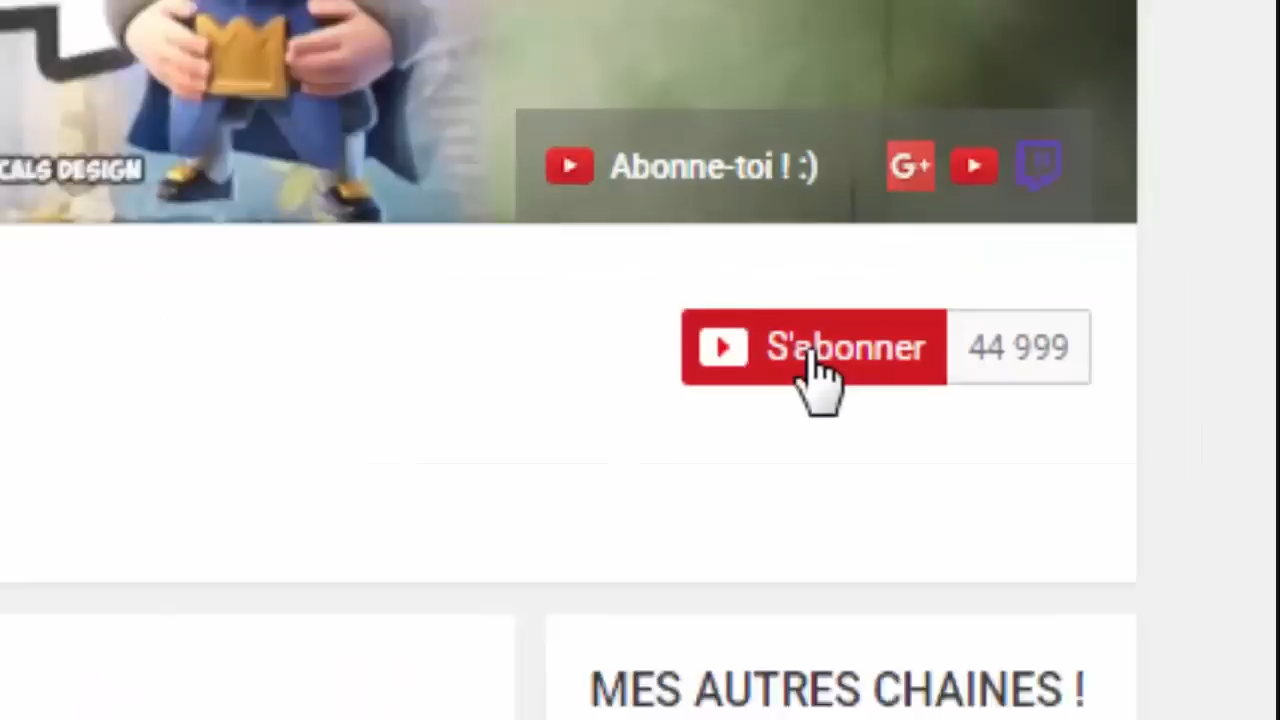 CALS DESIGN
Abonne-toi ! :)
G+
S'abonner 44 999
MES AUTRES CHAINES !